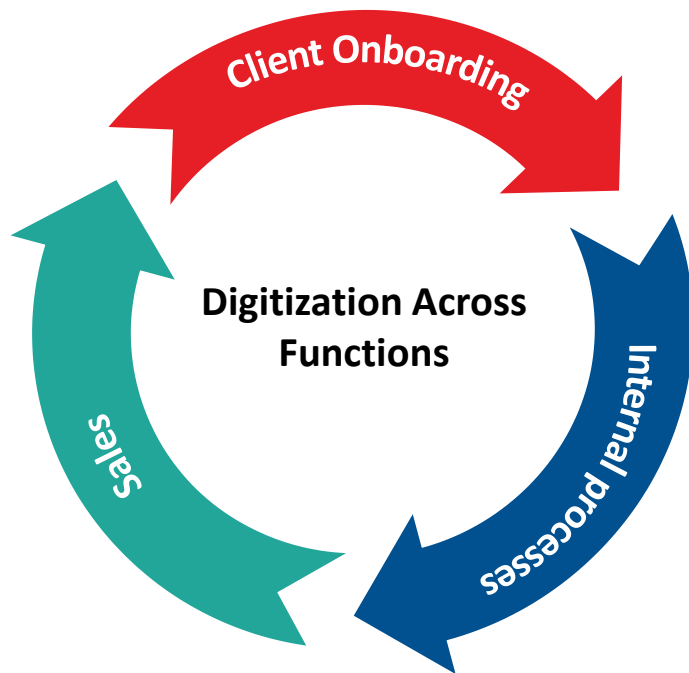 Client Onboarding
Digitization Across
Functions
Internal processes
Sales